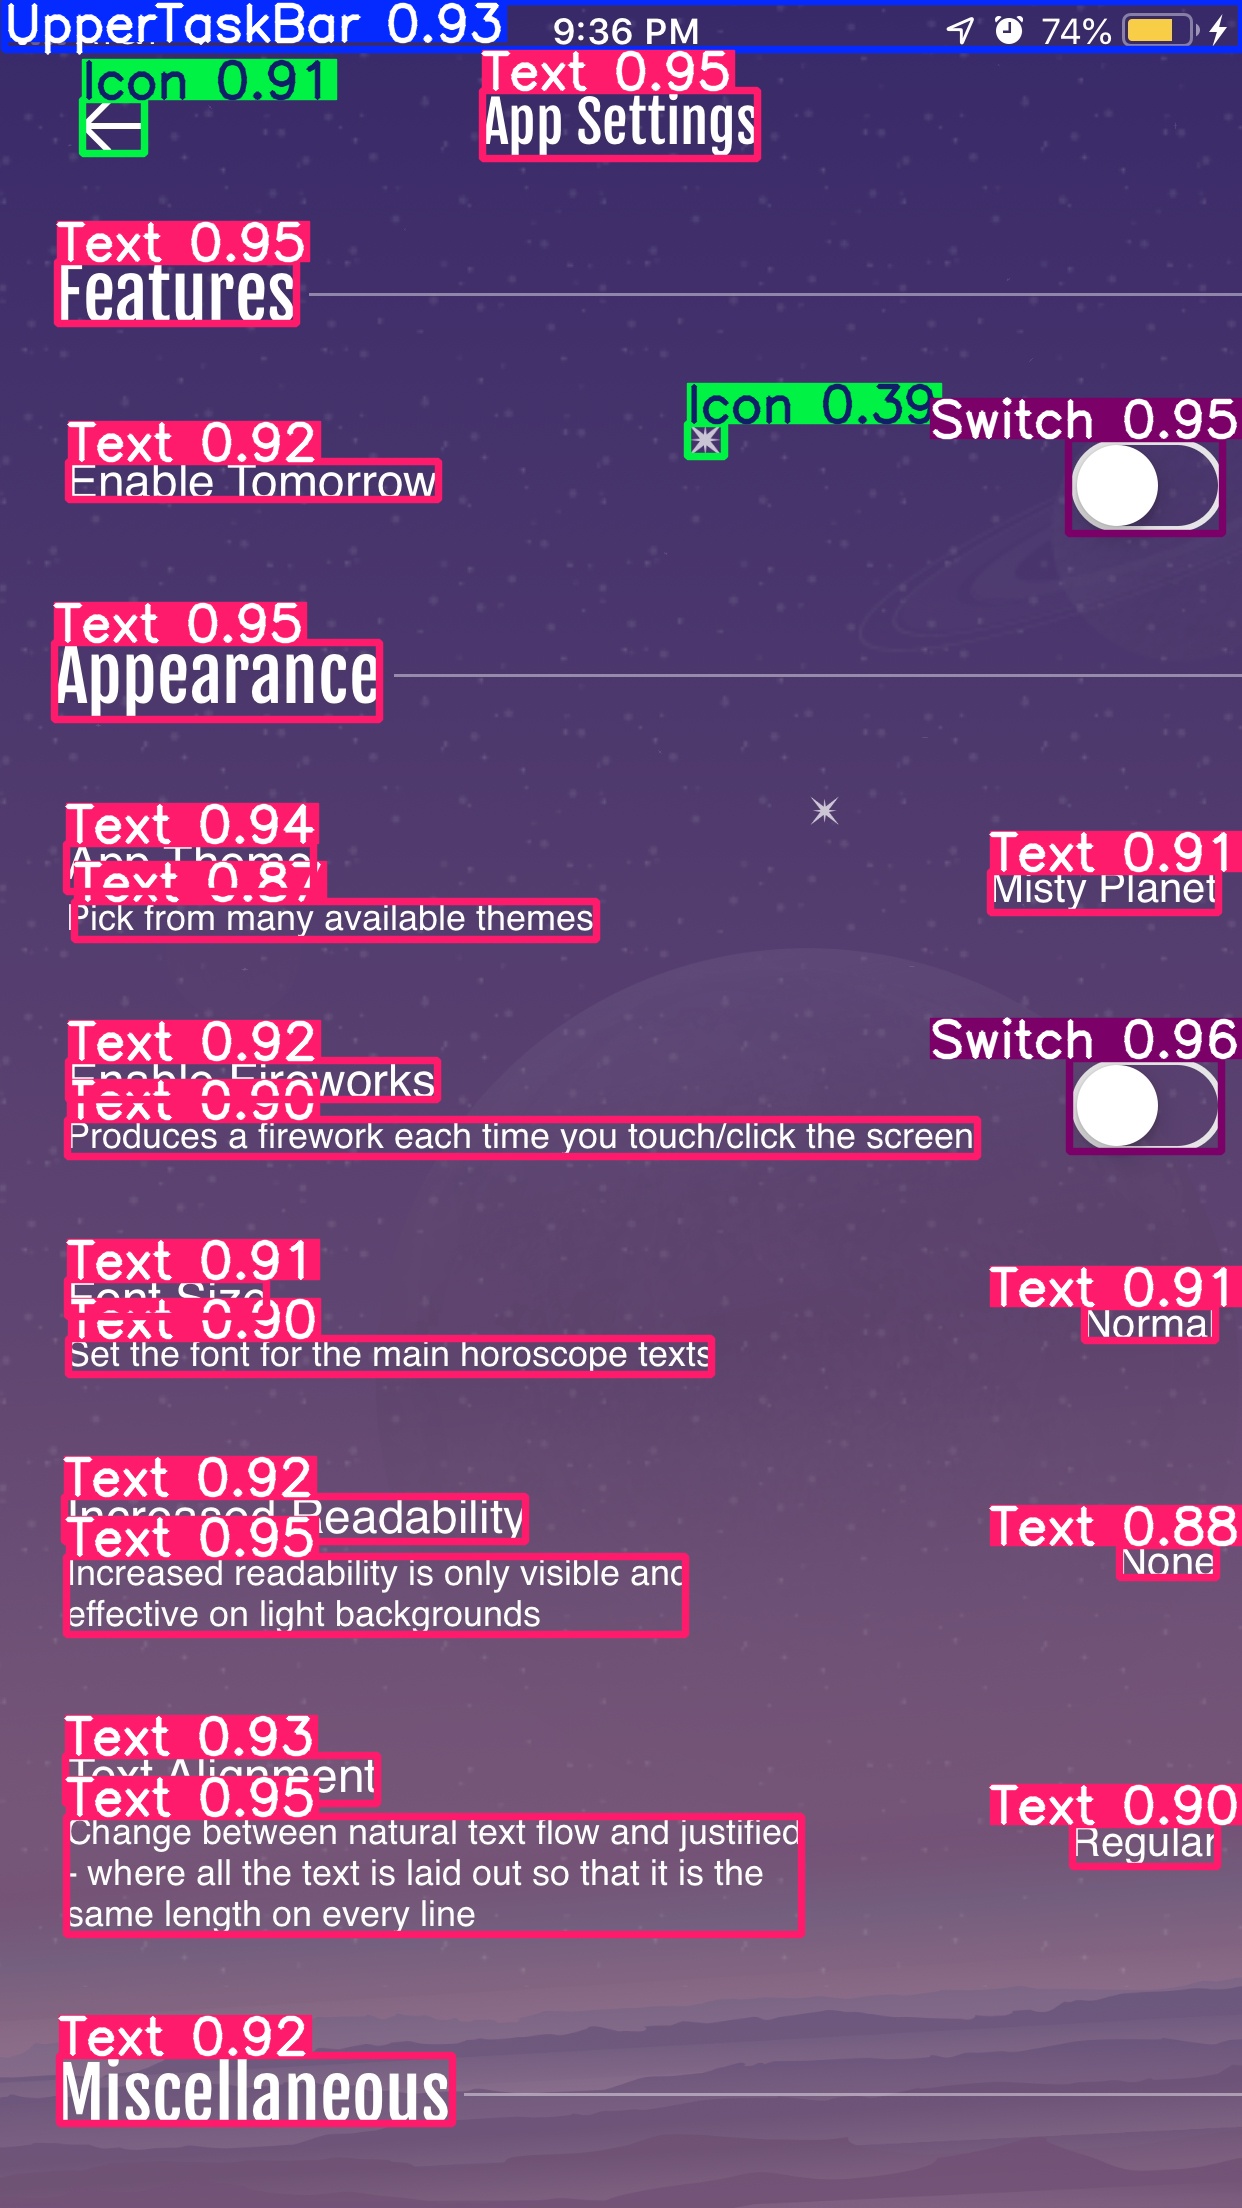 UpperTaskBar 0.93
9:36 PM
74%
Icon 0.91
Text 0.95
App Settings
Text 0.95
Features
Icon 0.39
Switch 0.95
Text 0.92
Enable Tomorrow
Text 0.95
Appearance
Text 0.94
App Theme
Text 0.87
Pick from many available themes
Text 0.91
Misty Planet
Text 0.92
Enable Fireworks
Text 0.90
Produces a firework each time you touch/click the screen
Switch 0.96
Text 0.91
Font Size
Text 0.90
Set the font for the main horoscope texts
Text 0.91
Normal
Text 0.92
Increased Readability
Text 0.95
Increased readability is only visible and
effective on light backgrounds
Text 0.88
None
Text 0.93
Text Alignment
Text 0.95
Change between natural text flow and justified
- where all the text is laid out so that it is the
same length on every line
Text 0.90
Regular
Text 0.92
Miscellaneous